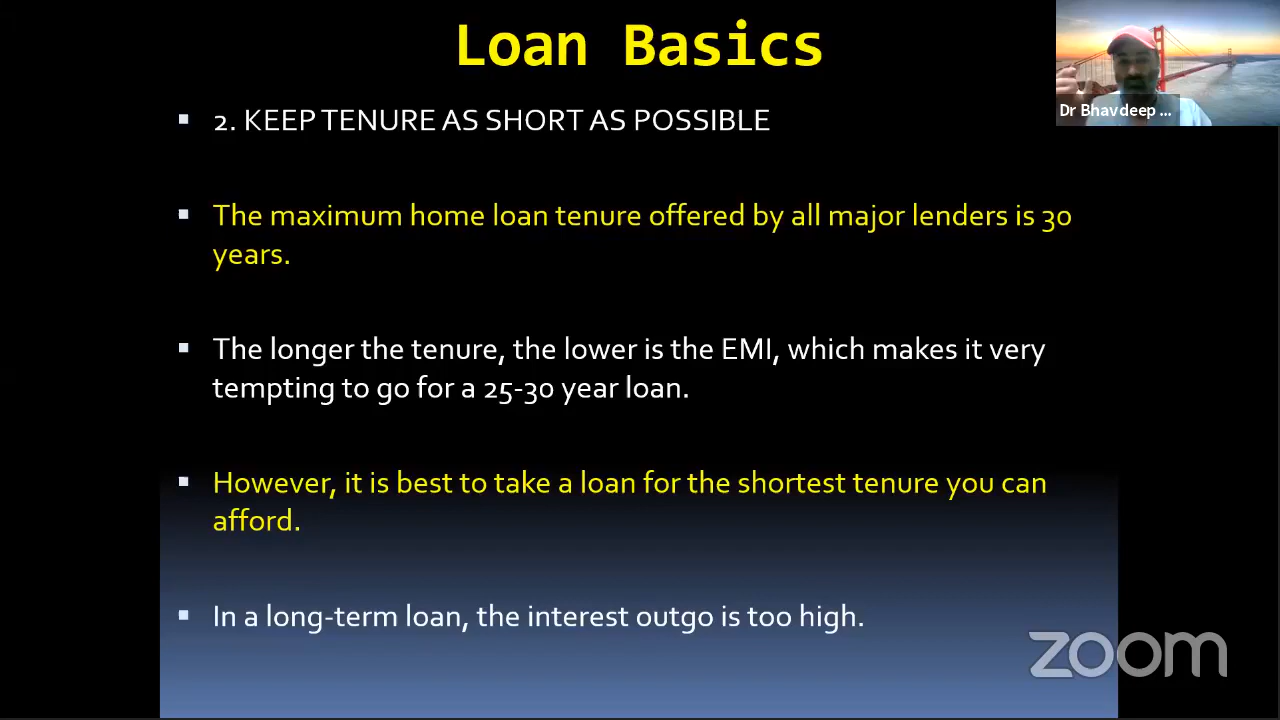 Loan Basics
Dr Bhavdeep ...
▪ 2. KEEP TENURE AS SHORT AS POSSIBLE
▪ The maximum home loan tenure offered by all major lenders is 30
years.
▪ The longer the tenure, the lower is the EMI, which makes it very
tempting to go for a 25-30 year loan.
▪ However, it is best to take a loan for the shortest tenure you can
afford.
▪ In a long-term loan, the interest outgo is too high.
zoom